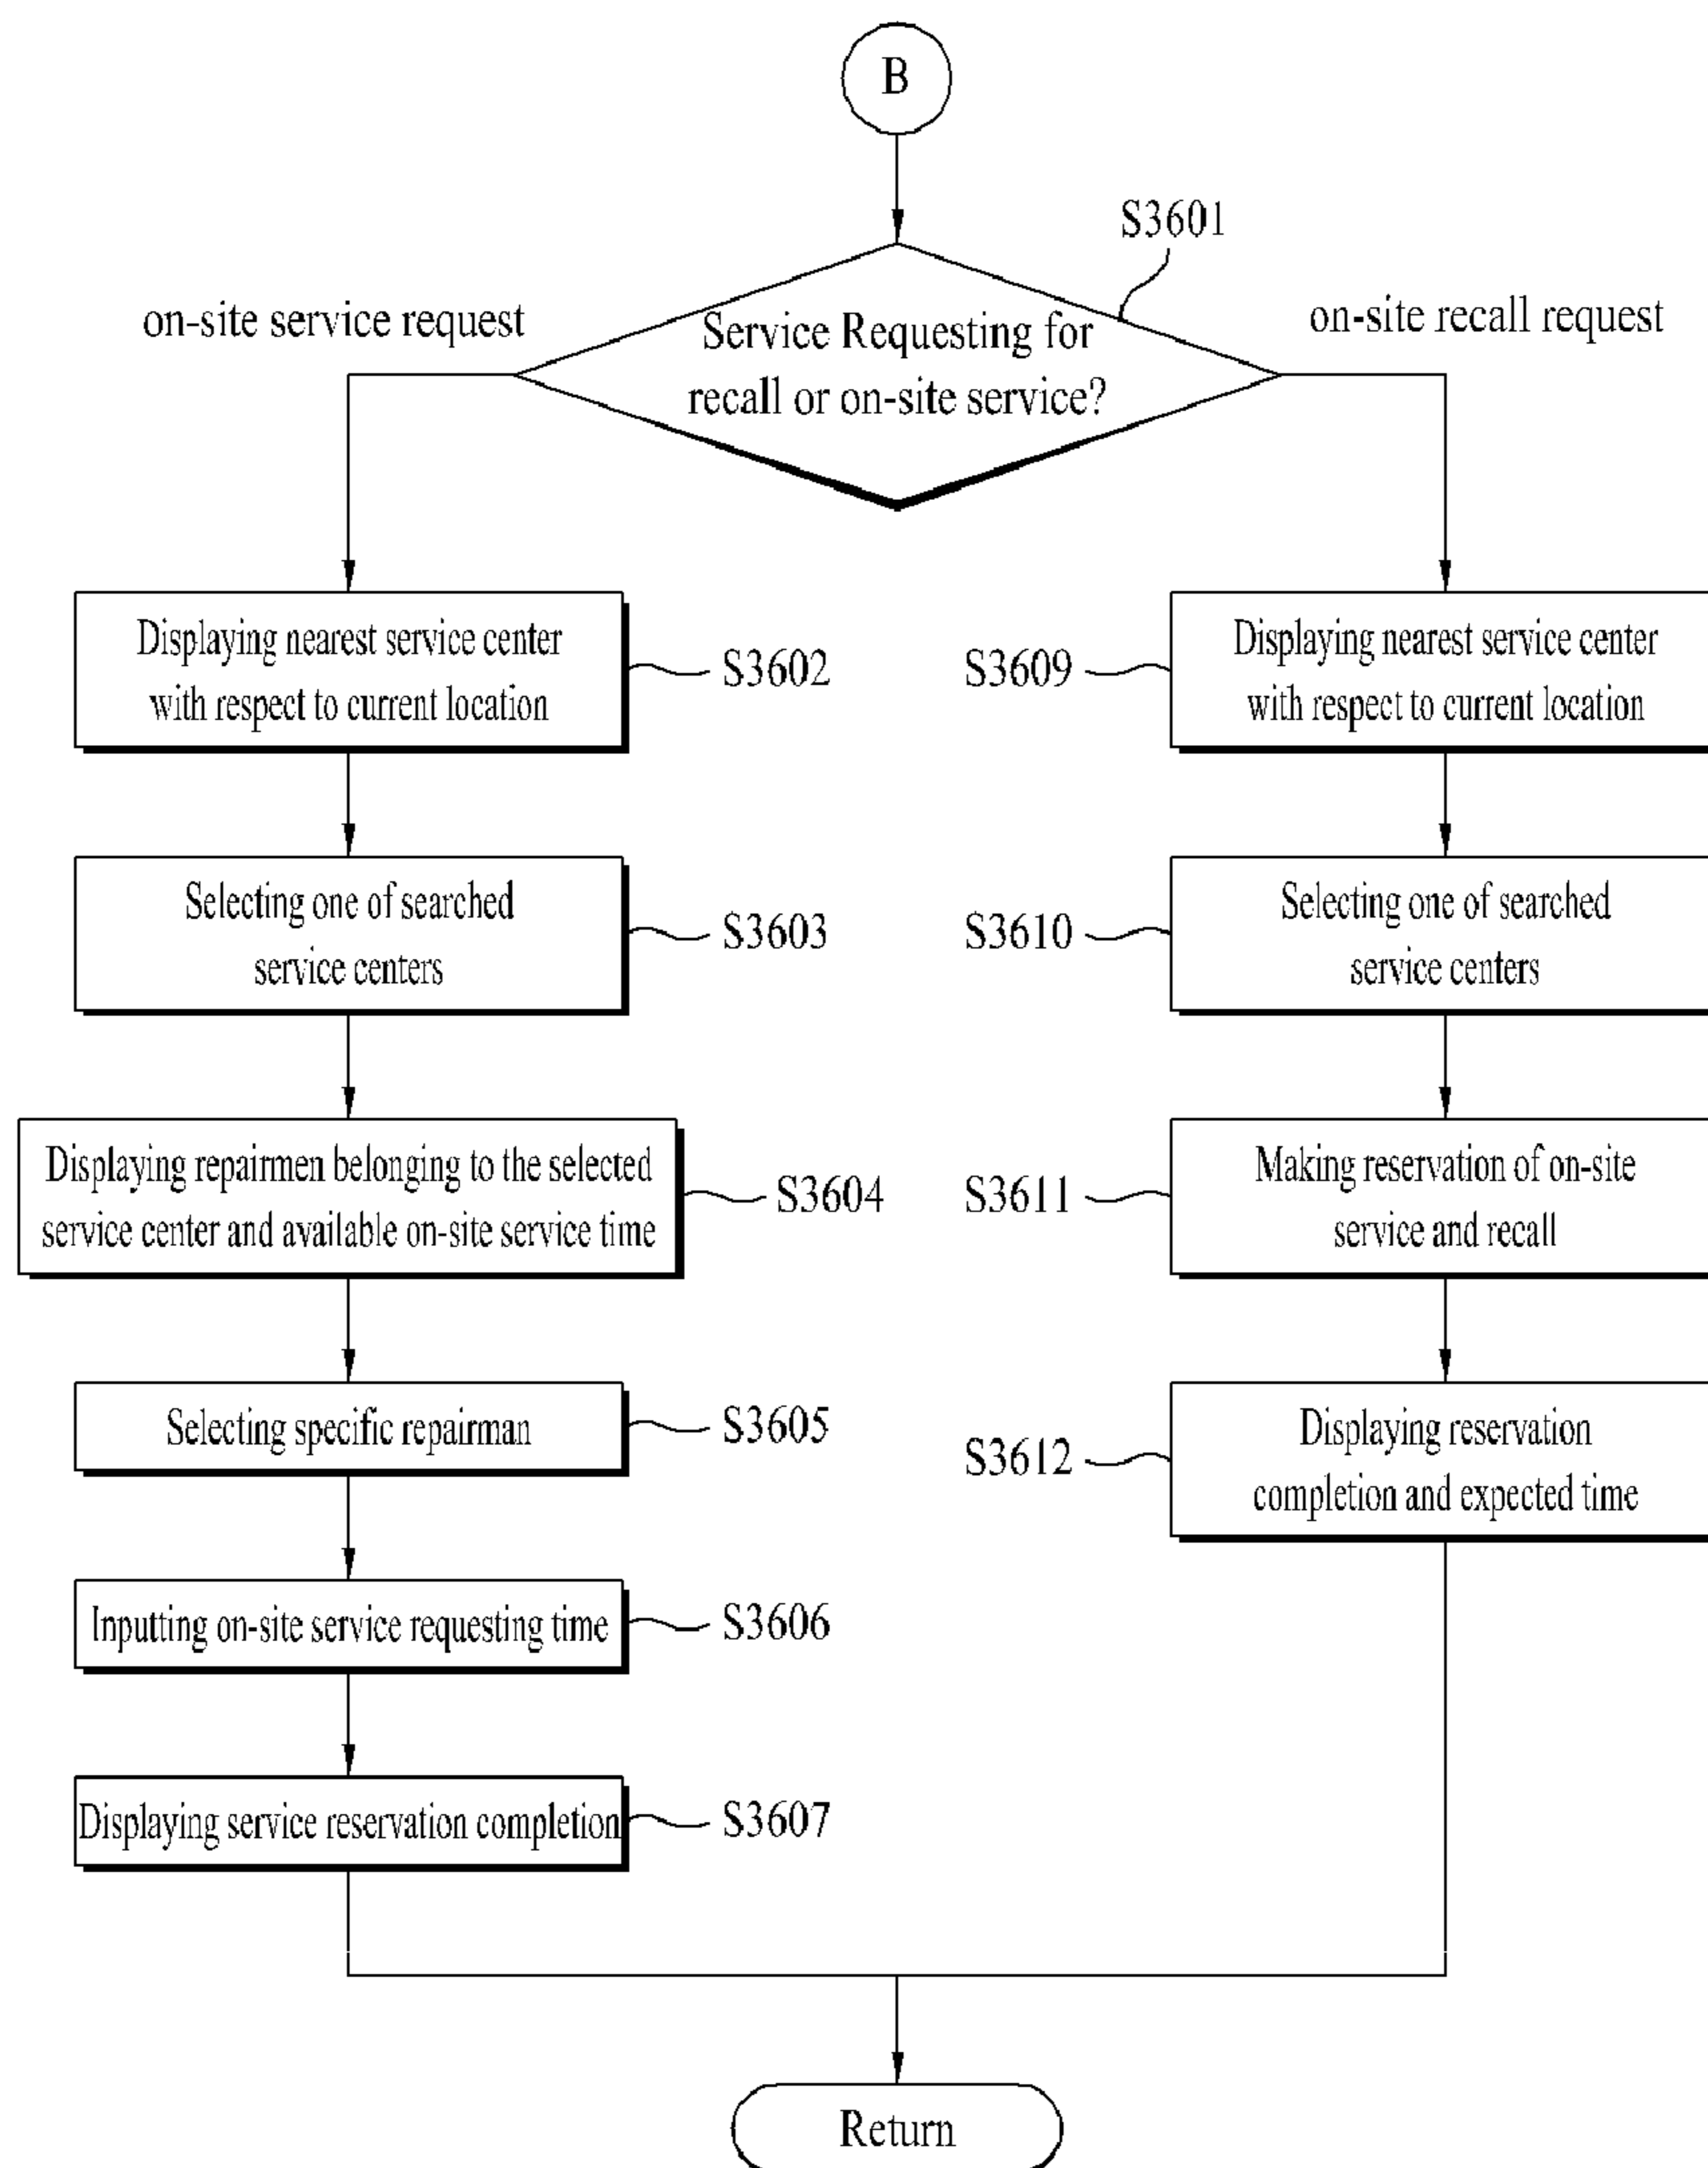 B
S3601
on-site service request
Service Requesting for
recall or on-site service?
on-site recall request
Displaying nearest service center
with respect to current location
S3602
Selecting one of searched
service centers
S3603
Displaying repairmen belonging to the selected
service center and available on-site service time
S3604
Selecting specific repairman
S3605
Inputting on-site service requesting time
S3606
Displaying service reservation completion
S3607
S3609
Displaying nearest service center
with respect to current location
S3610
Selecting one of searched
service centers
S3611
Making reservation of on-site
service and recall
S3612
Displaying reservation
completion and expected time
Return